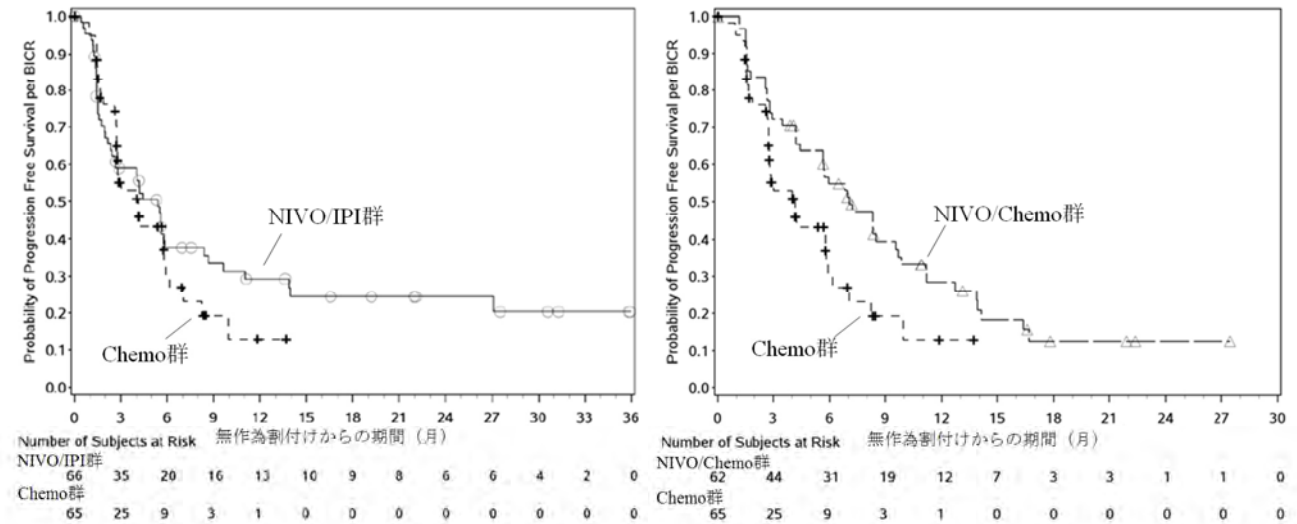 Probability of Progression Free Survival per BICR
1.0
0.9
0.8
0.7
0.6
0.5
0.4
0.3
0.2
0.1
0.0
NIVO/IPI群
Chemo群
0 3 6 9 12 15 18 21 24 27 30 33 36
Number of Subjects at Risk 無作為割付けからの期間（月）
NIVO/IPI群
66 35 20 16 13 10 9 8 6 6 4 2 0
Chemo群
65 25 9 3 1 0 0 0 0 0 0 0 0
Probability of Progression Free Survival per BICR
1.0
0.9
0.8
0.7
0.6
0.5
0.4
0.3
0.2
0.1
0.0
NIVO/Chemo群
Chemo群
0 3 6 9 12 15 18 21 24 27 30
Number of Subjects at Risk 無作為割付けからの期間（月）
NIVO/Chemo群
62 44 31 19 12 7 3 3 1 1 0
Chemo群
65 25 9 3 1 0 0 0 0 0 0